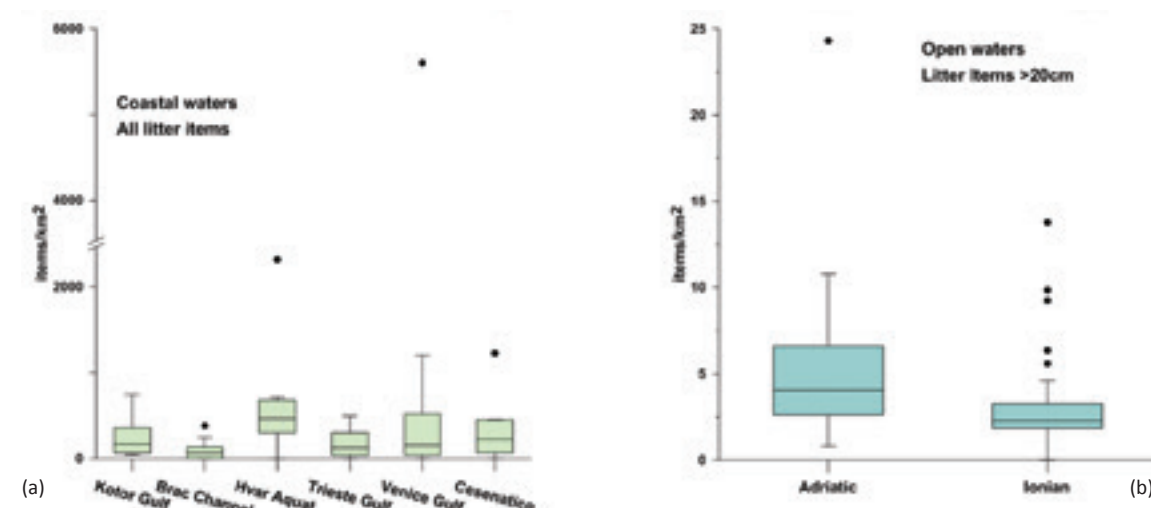 6000
4000
2000
0
items/km2
Coastal waters
All litter items
Kotor Gulf
Brac Channel
Hvar Aquat
Trieste Gulf
Venice Gulf
Cesenatico
(a)
25
20
15
10
5
0
items/km2
Open waters
Litter items >20cm
Adriatic
Ionian
(b)